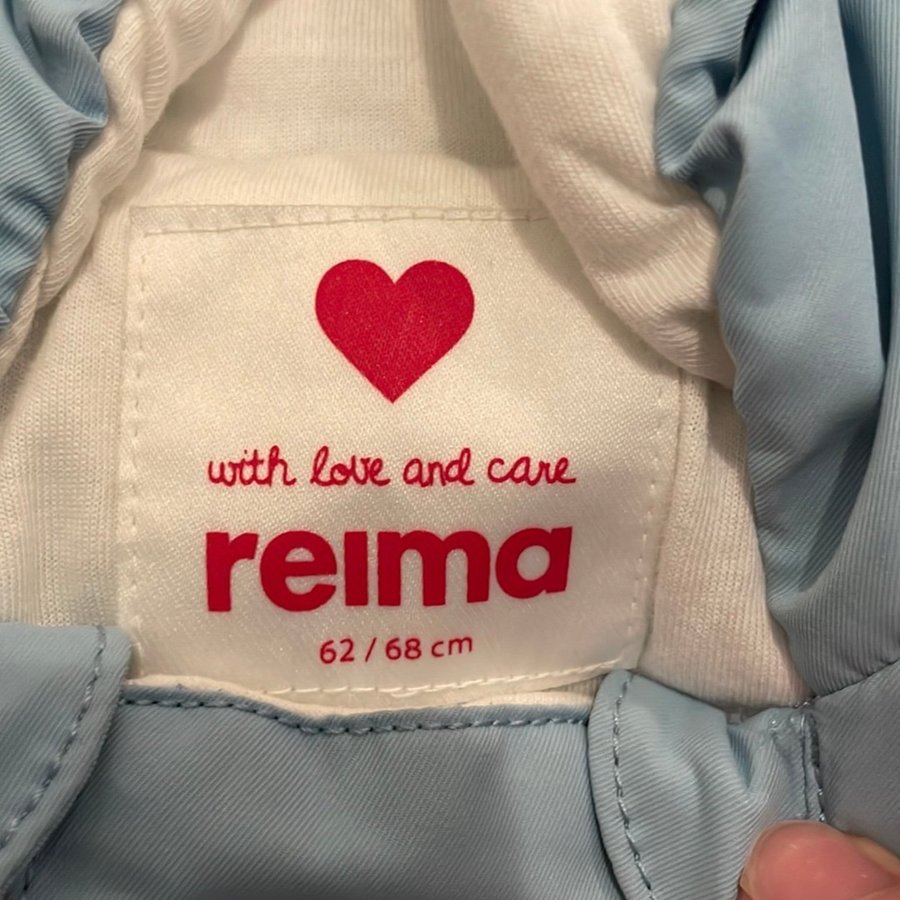 with love and care
reima
62 / 68 cm